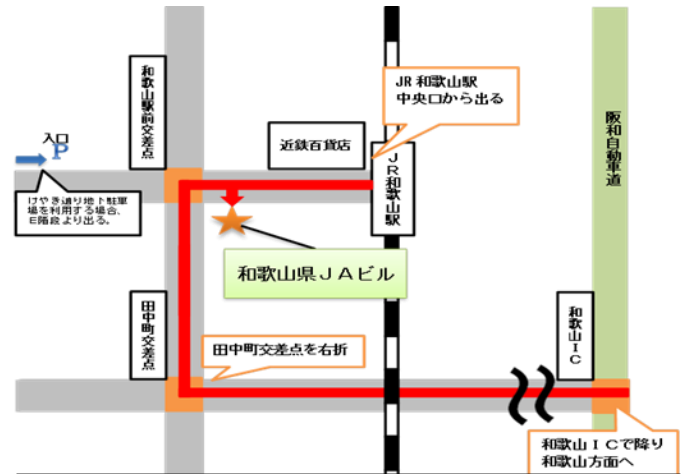 和歌山駅前交差点
JR 和歌山駅
中央口から出る
阪和自動車道
入口
P
近鉄百貨店
JR和歌山駅
けやき通り地下駐車
場を利用する場合、
E階段より出る。
和歌山県ＪＡビル
田中町交差点
和歌山IC
田中町交差点を右折
和歌山ＩＣで降り
和歌山方面へ